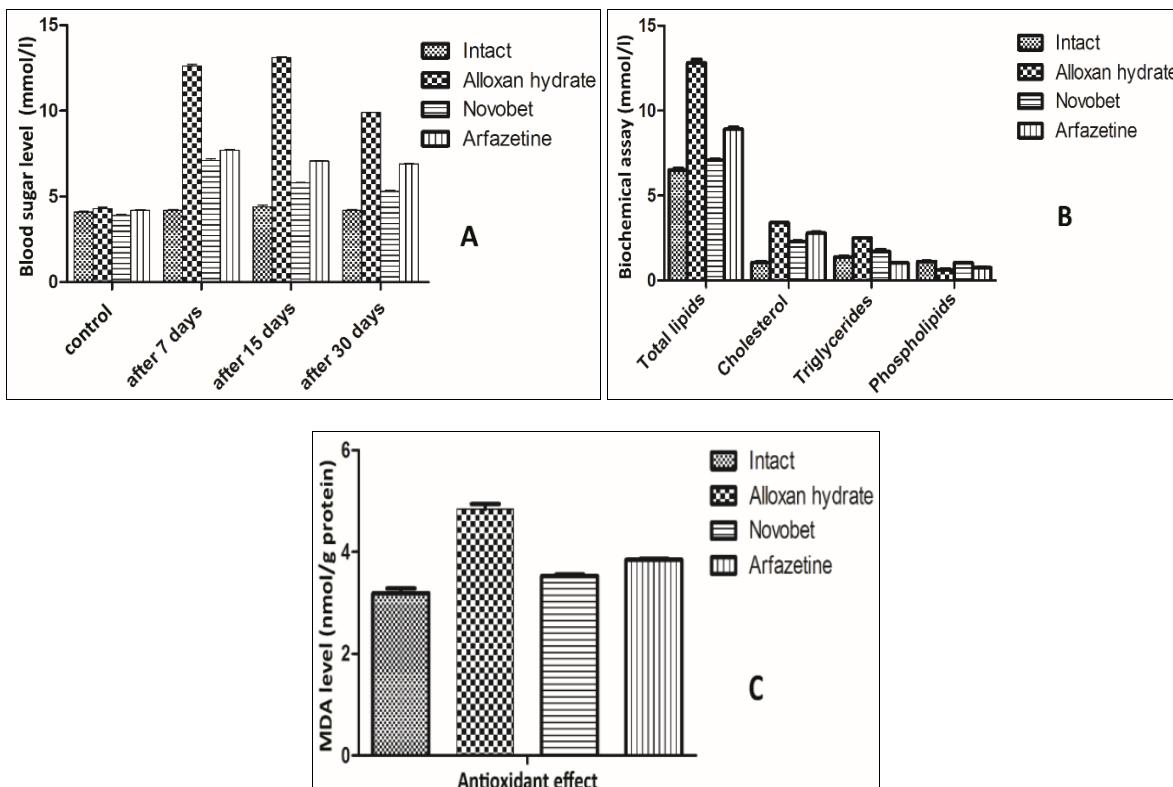 Blood sugar level (mmol/l)
15
10
5
0
control
after 7 days
after 15 days
after 30 days
Intact
Alloxan hydrate
Novobet
Arfazetine
A
Biochemical assay (mmol/l)
15
10
5
0
Total lipids
Cholesterol
Triglycerides
Phospholipids
Intact
Alloxan hydrate
Novobet
Arfazetine
B
MDA level (nmol/g protein)
6
4
2
0
Antioxidant effect
Intact
Alloxan hydrate
Novobet
Arfazetine
C